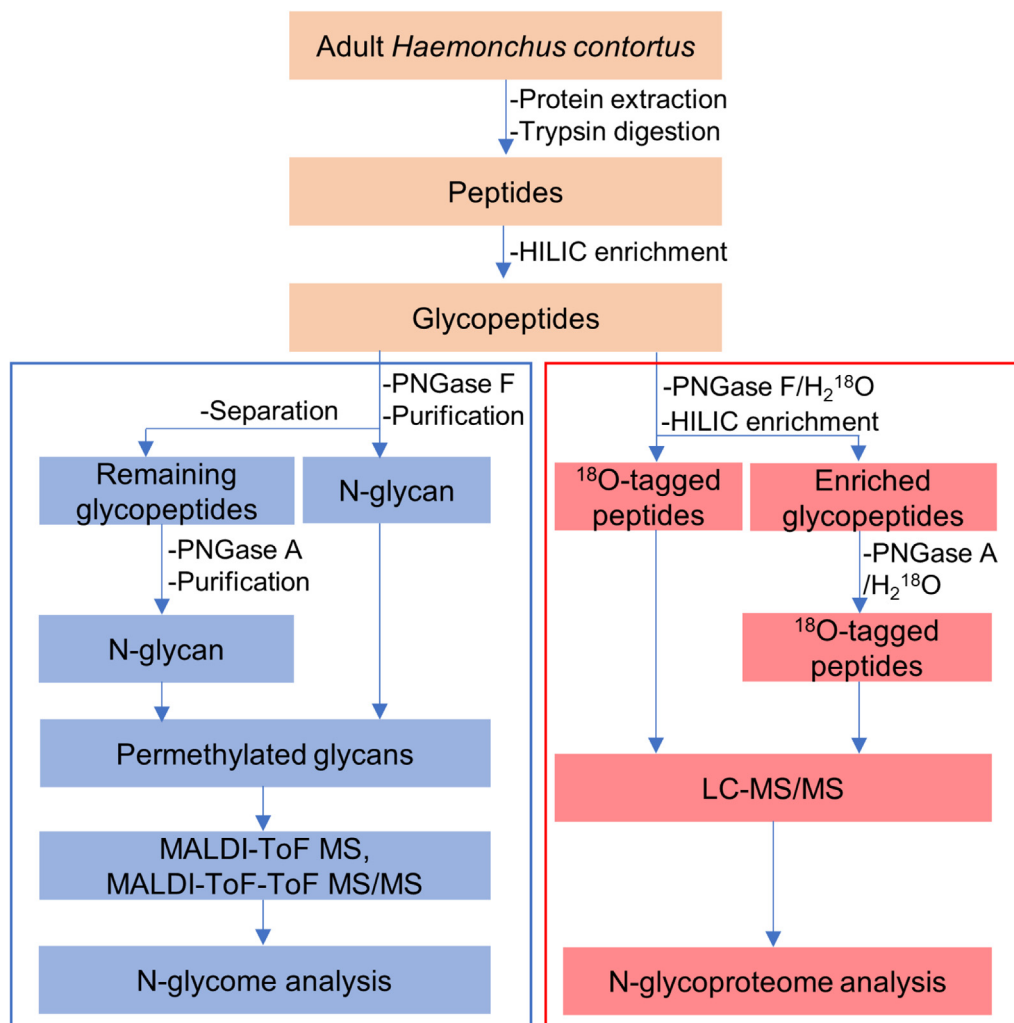 Adult Haemonchus contortus
-Protein extraction
-Trypsin digestion
Peptides
-HILIC enrichment
Glycopeptides
-PNGase F
-Separation
-Purification
Remaining
glycopeptides
N-glycan
-PNGase A
-Purification
N-glycan
Permethylated glycans
MALDI-ToF MS,
MALDI-ToF-ToF MS/MS
N-glycome analysis
-PNGase F/H₂¹⁸O
-HILIC enrichment
¹⁸O-tagged
peptides
Enriched
glycopeptides
-PNGase A
/H₂¹⁸O
¹⁸O-tagged
peptides
LC-MS/MS
N-glycoproteome analysis